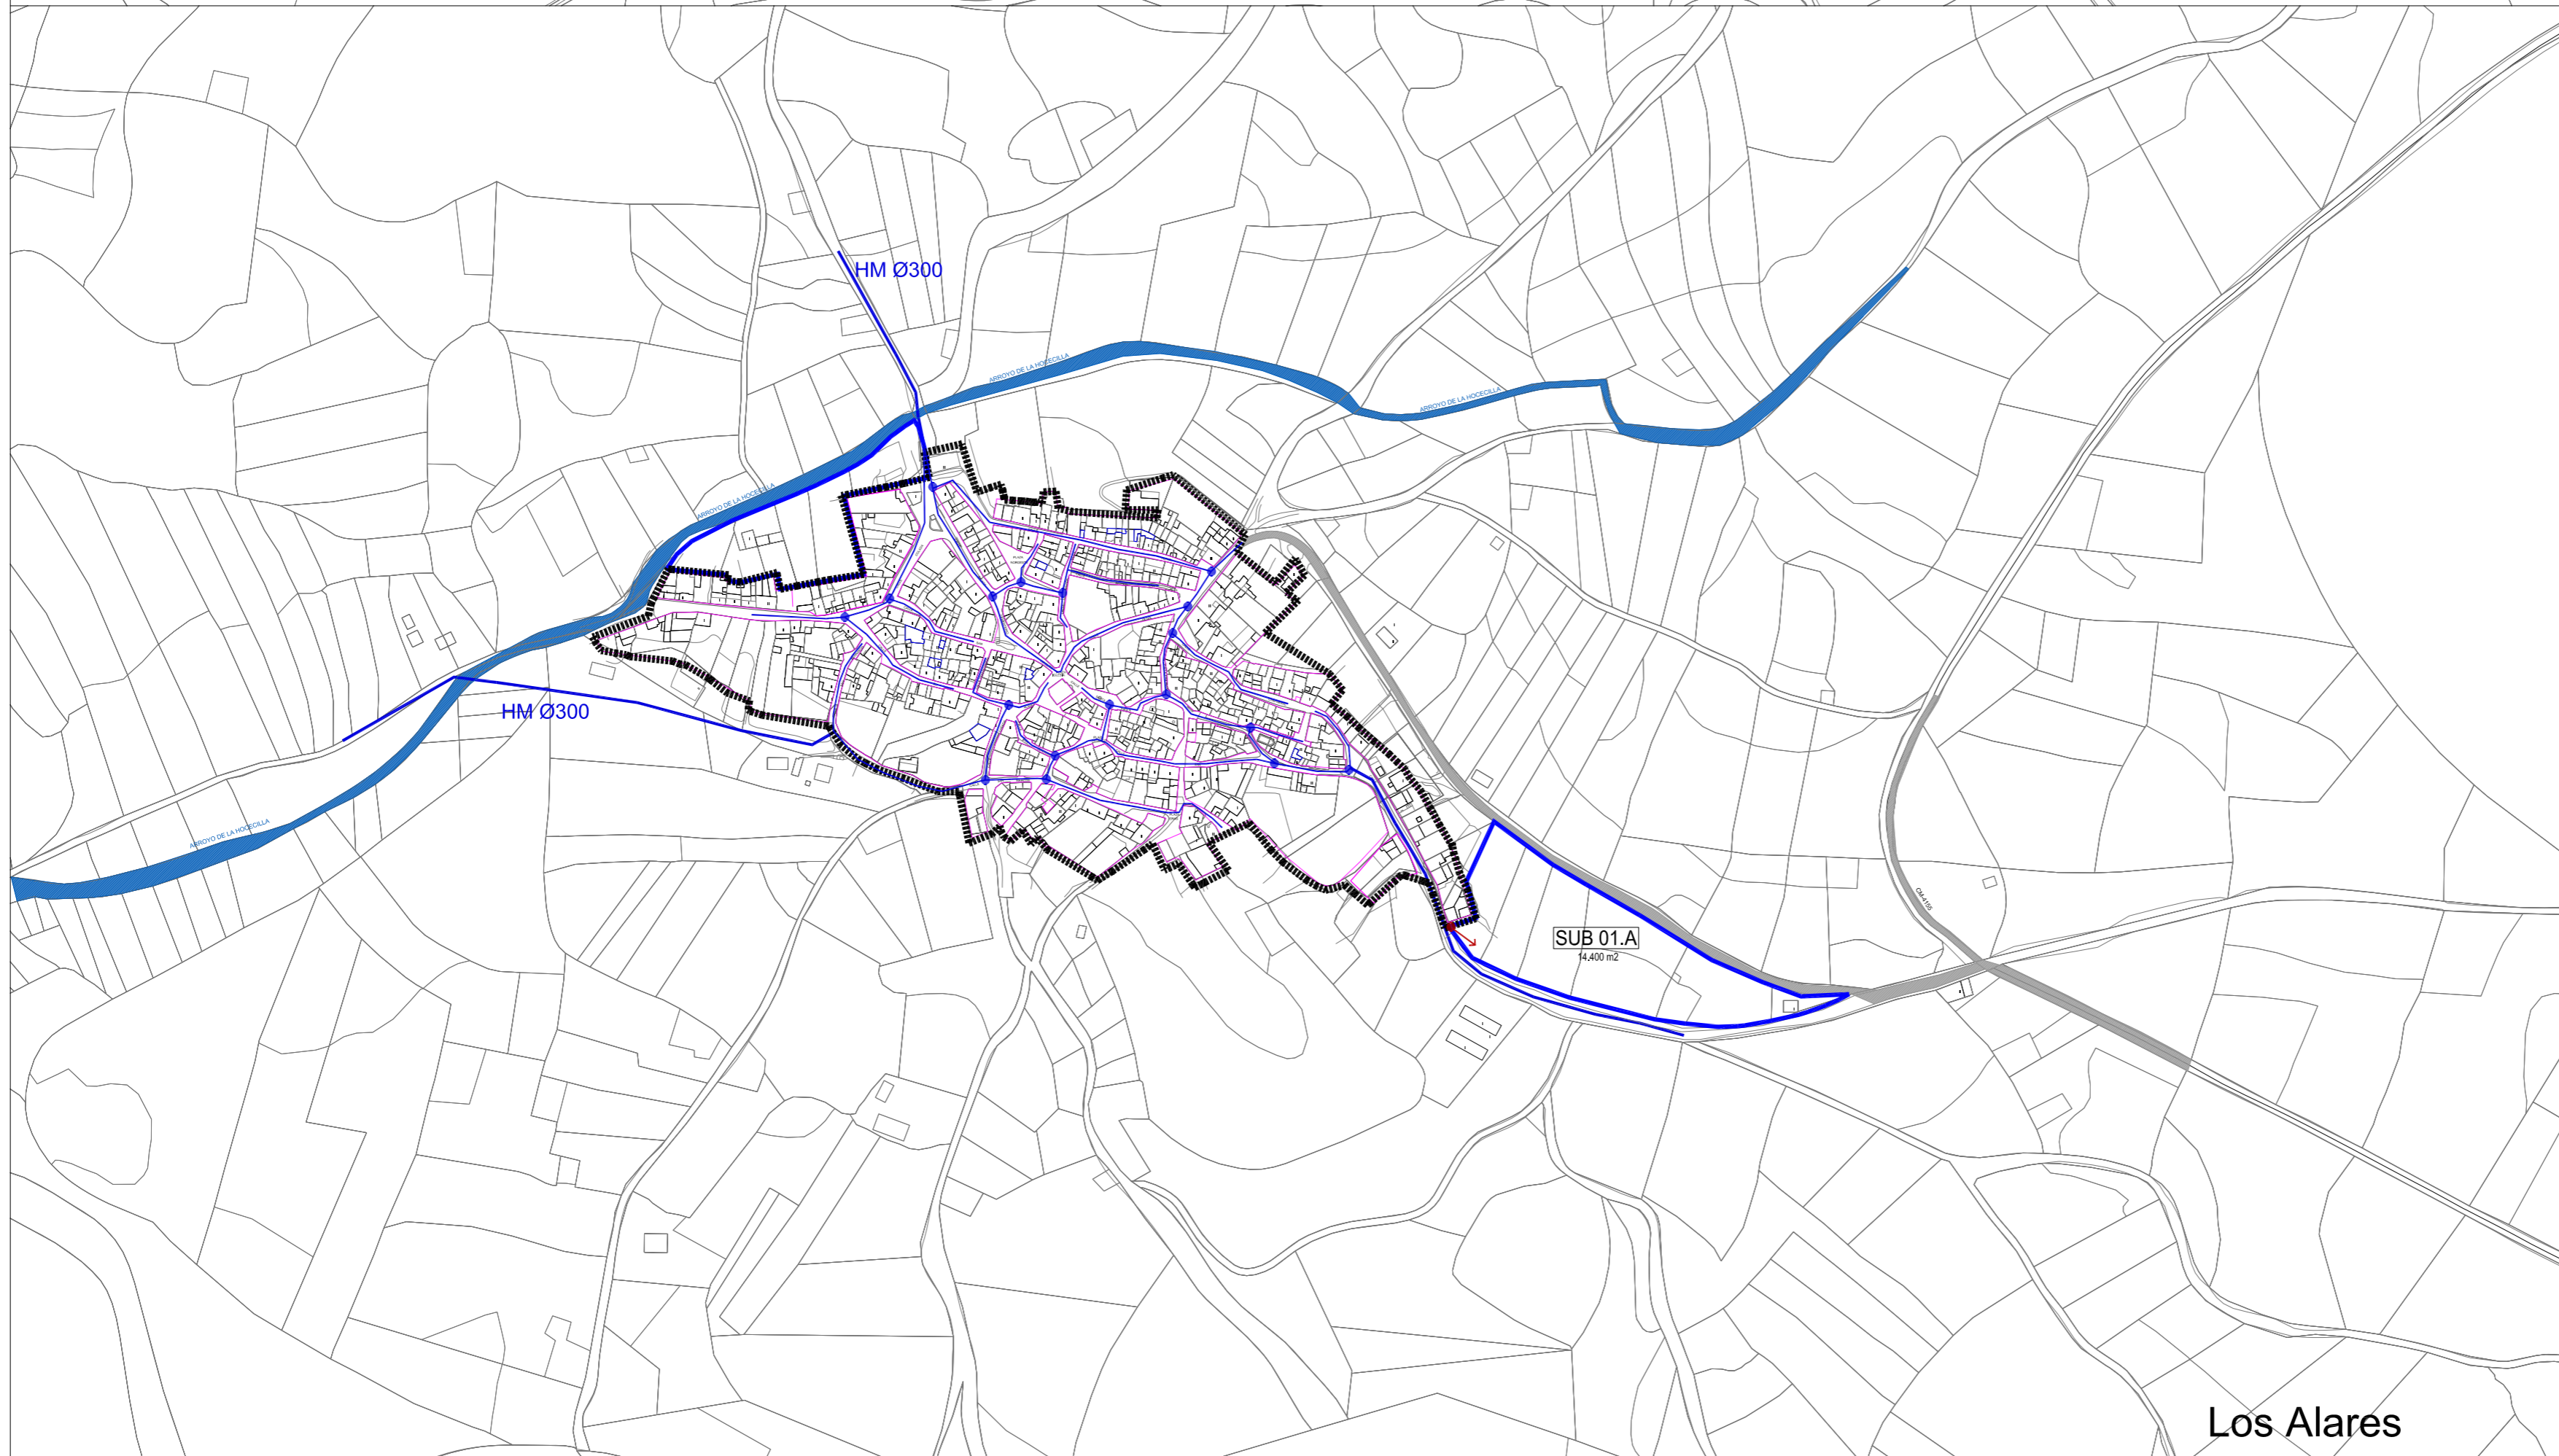 HM Ø300
ARROYO DE LA HOCECILLA
ARROYO DE LA HOCECILLA
ARROYO DE LA HOCECILLA
HM Ø300
ARROYO DE LA HOCECILLA
CM-4155
SUB 01.A
14.400 m2
Los Alares